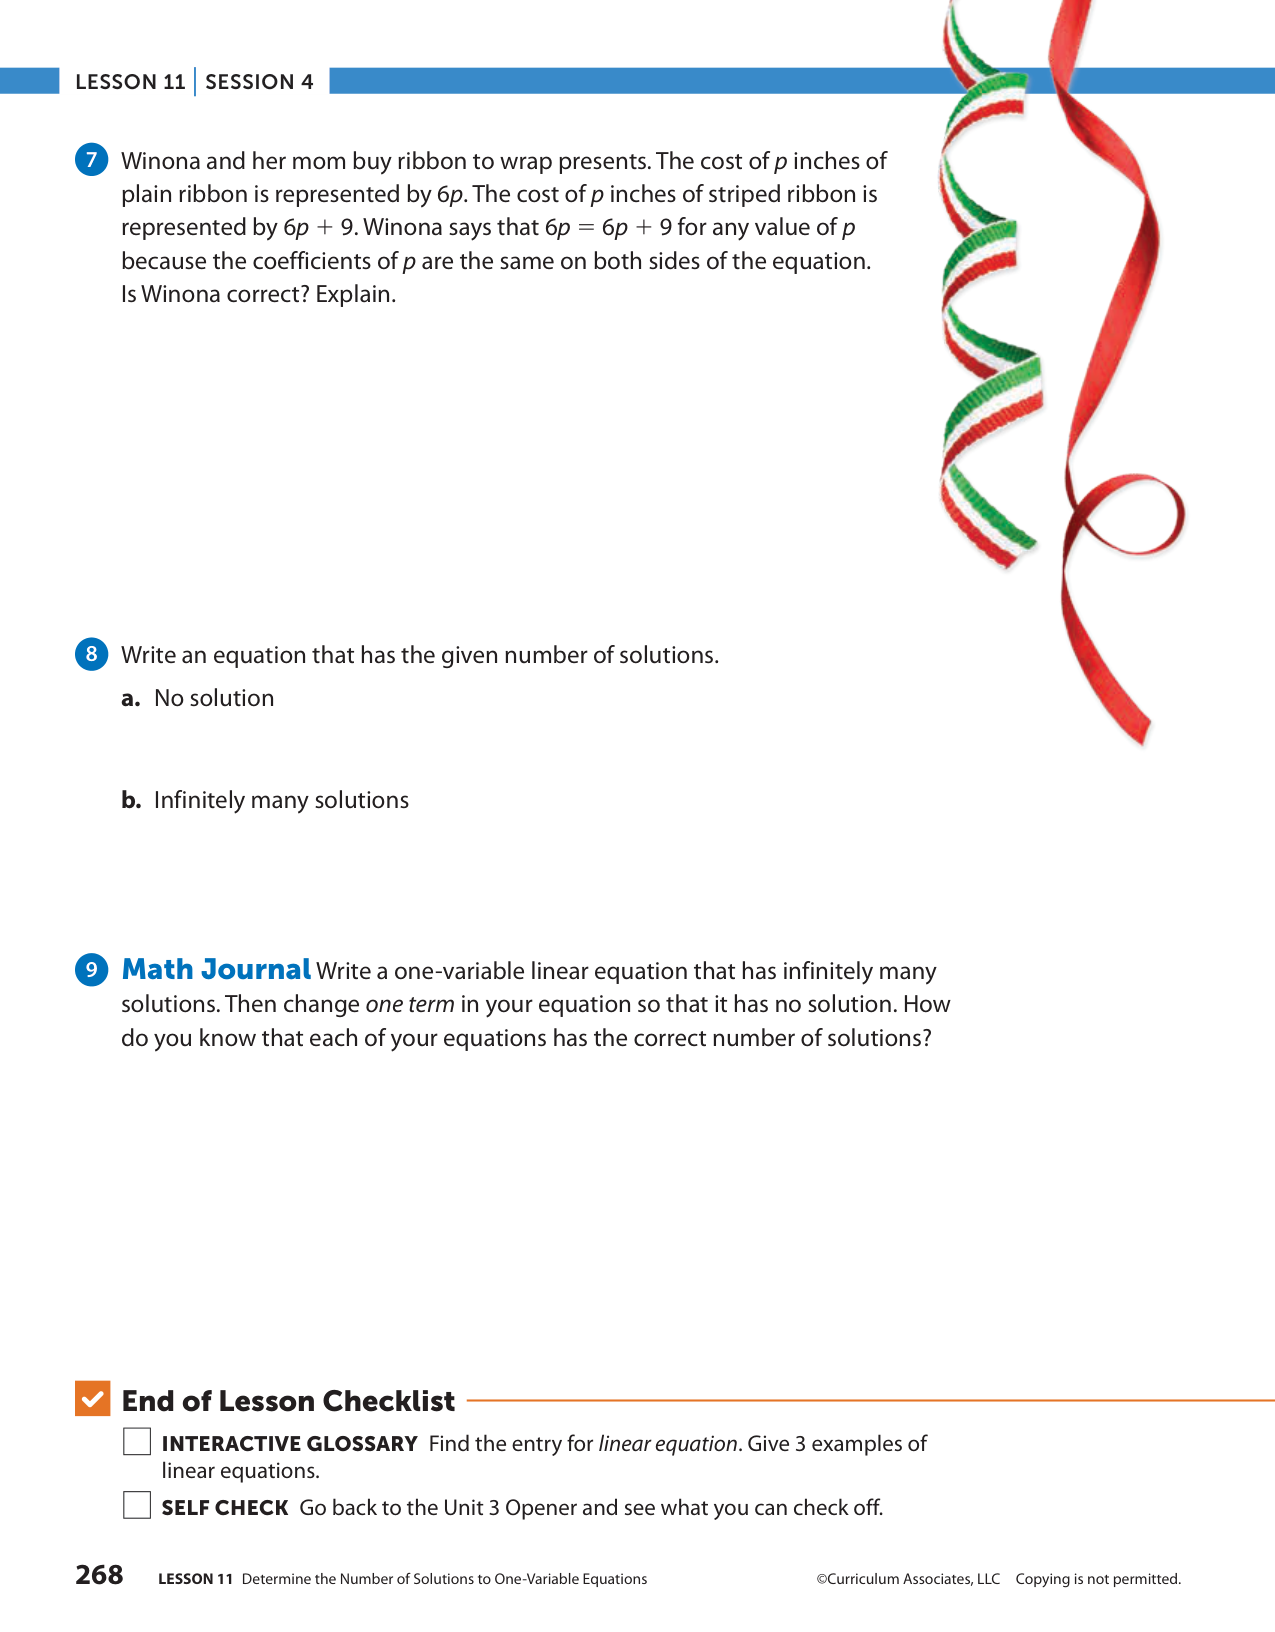 LESSON 11 | SESSION 4
7 Winona and her mom buy ribbon to wrap presents. The cost of p inches of
plain ribbon is represented by 6p. The cost of p inches of striped ribbon is
represented by 6p + 9. Winona says that 6p = 6p + 9 for any value of p
because the coefficients of p are the same on both sides of the equation.
Is Winona correct? Explain.
8 Write an equation that has the given number of solutions.
a. No solution
b. Infinitely many solutions
9 Math Journal Write a one-variable linear equation that has infinitely many
solutions. Then change one term in your equation so that it has no solution. How
do you know that each of your equations has the correct number of solutions?
End of Lesson Checklist
INTERACTIVE GLOSSARY Find the entry for linear equation. Give 3 examples of
linear equations.
SELF CHECK Go back to the Unit 3 Opener and see what you can check off.
268 LESSON 11 Determine the Number of Solutions to One-Variable Equations ©Curriculum Associates, LLC Copying is not permitted.